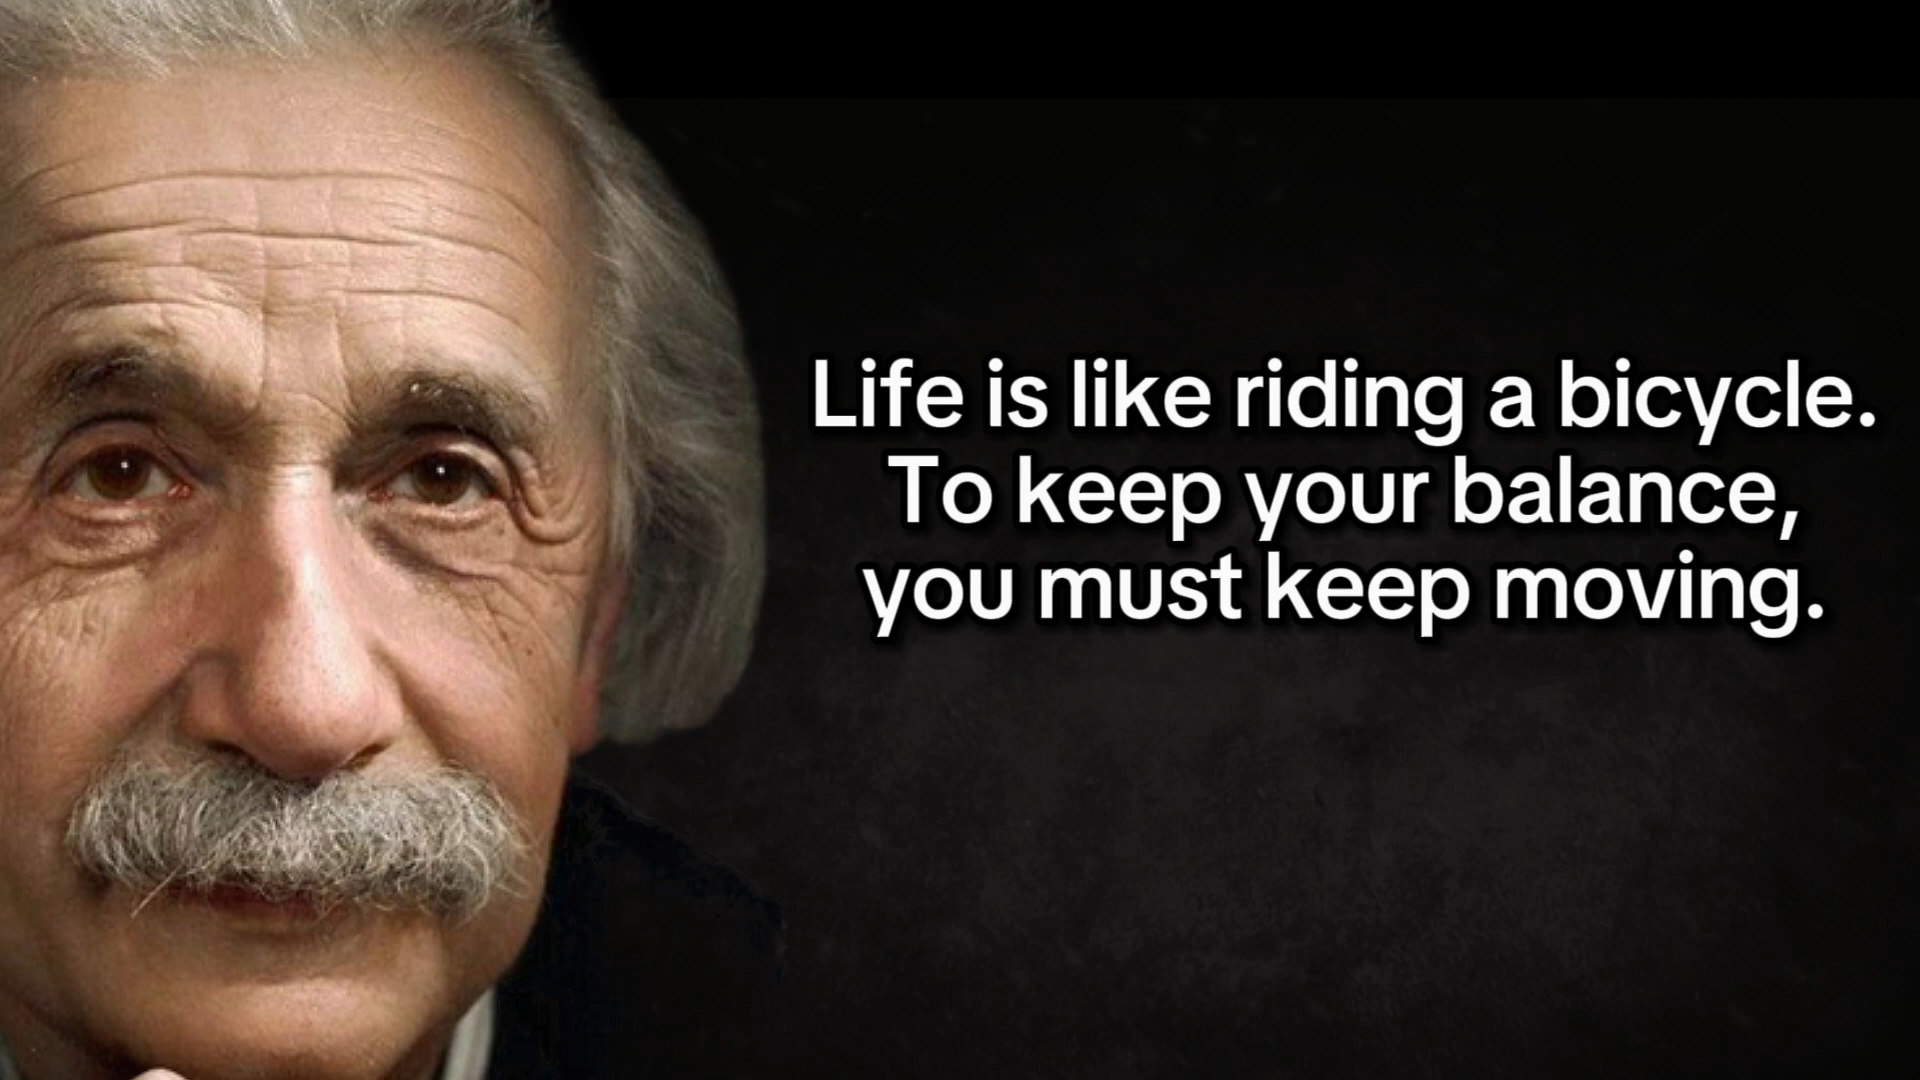 Life is like riding a bicycle.
To keep your balance,
you must keep moving.